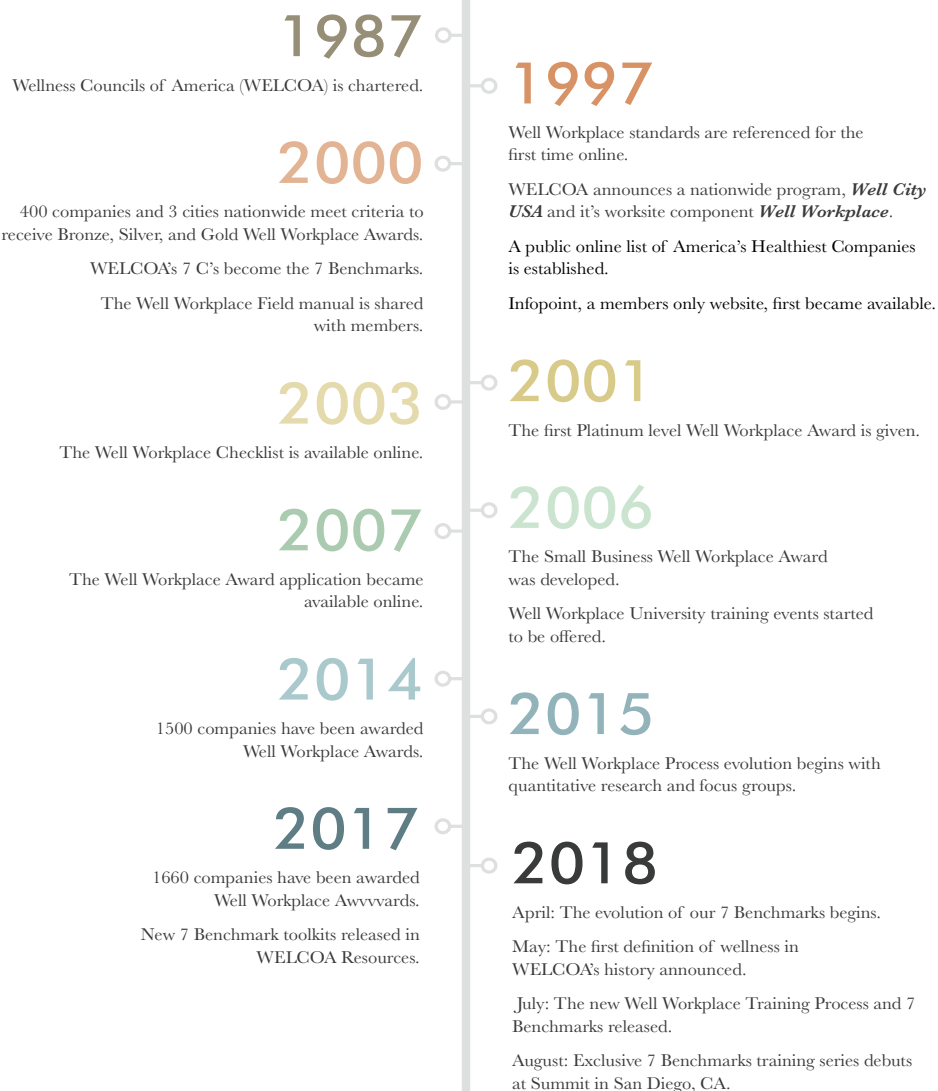 1987
Wellness Councils of America (WELCOA) is chartered.
1997
Well Workplace standards are referenced for the
first time online.
WELCOA announces a nationwide program, Well City
USA and it's worksite component Well Workplace.
A public online list of America's Healthiest Companies
is established.
Infopoint, a members only website, first became available.
2000
400 companies and 3 cities nationwide meet criteria to
receive Bronze, Silver, and Gold Well Workplace Awards.
WELCOA's 7 C's become the 7 Benchmarks.
The Well Workplace Field manual is shared
with members.
2001
The first Platinum level Well Workplace Award is given.
2003
The Well Workplace Checklist is available online.
2006
The Small Business Well Workplace Award
was developed.
Well Workplace University training events started
to be offered.
2007
The Well Workplace Award application became
available online.
2014
1500 companies have been awarded
Well Workplace Awards.
2015
The Well Workplace Process evolution begins with
quantitative research and focus groups.
2017
1660 companies have been awarded
Well Workplace Awvvvards.
New 7 Benchmark toolkits released in
WELCOA Resources.
2018
April: The evolution of our 7 Benchmarks begins.
May: The first definition of wellness in
WELCOA's history announced.
July: The new Well Workplace Training Process and 7
Benchmarks released.
August: Exclusive 7 Benchmarks training series debuts
at Summit in San Diego, CA.